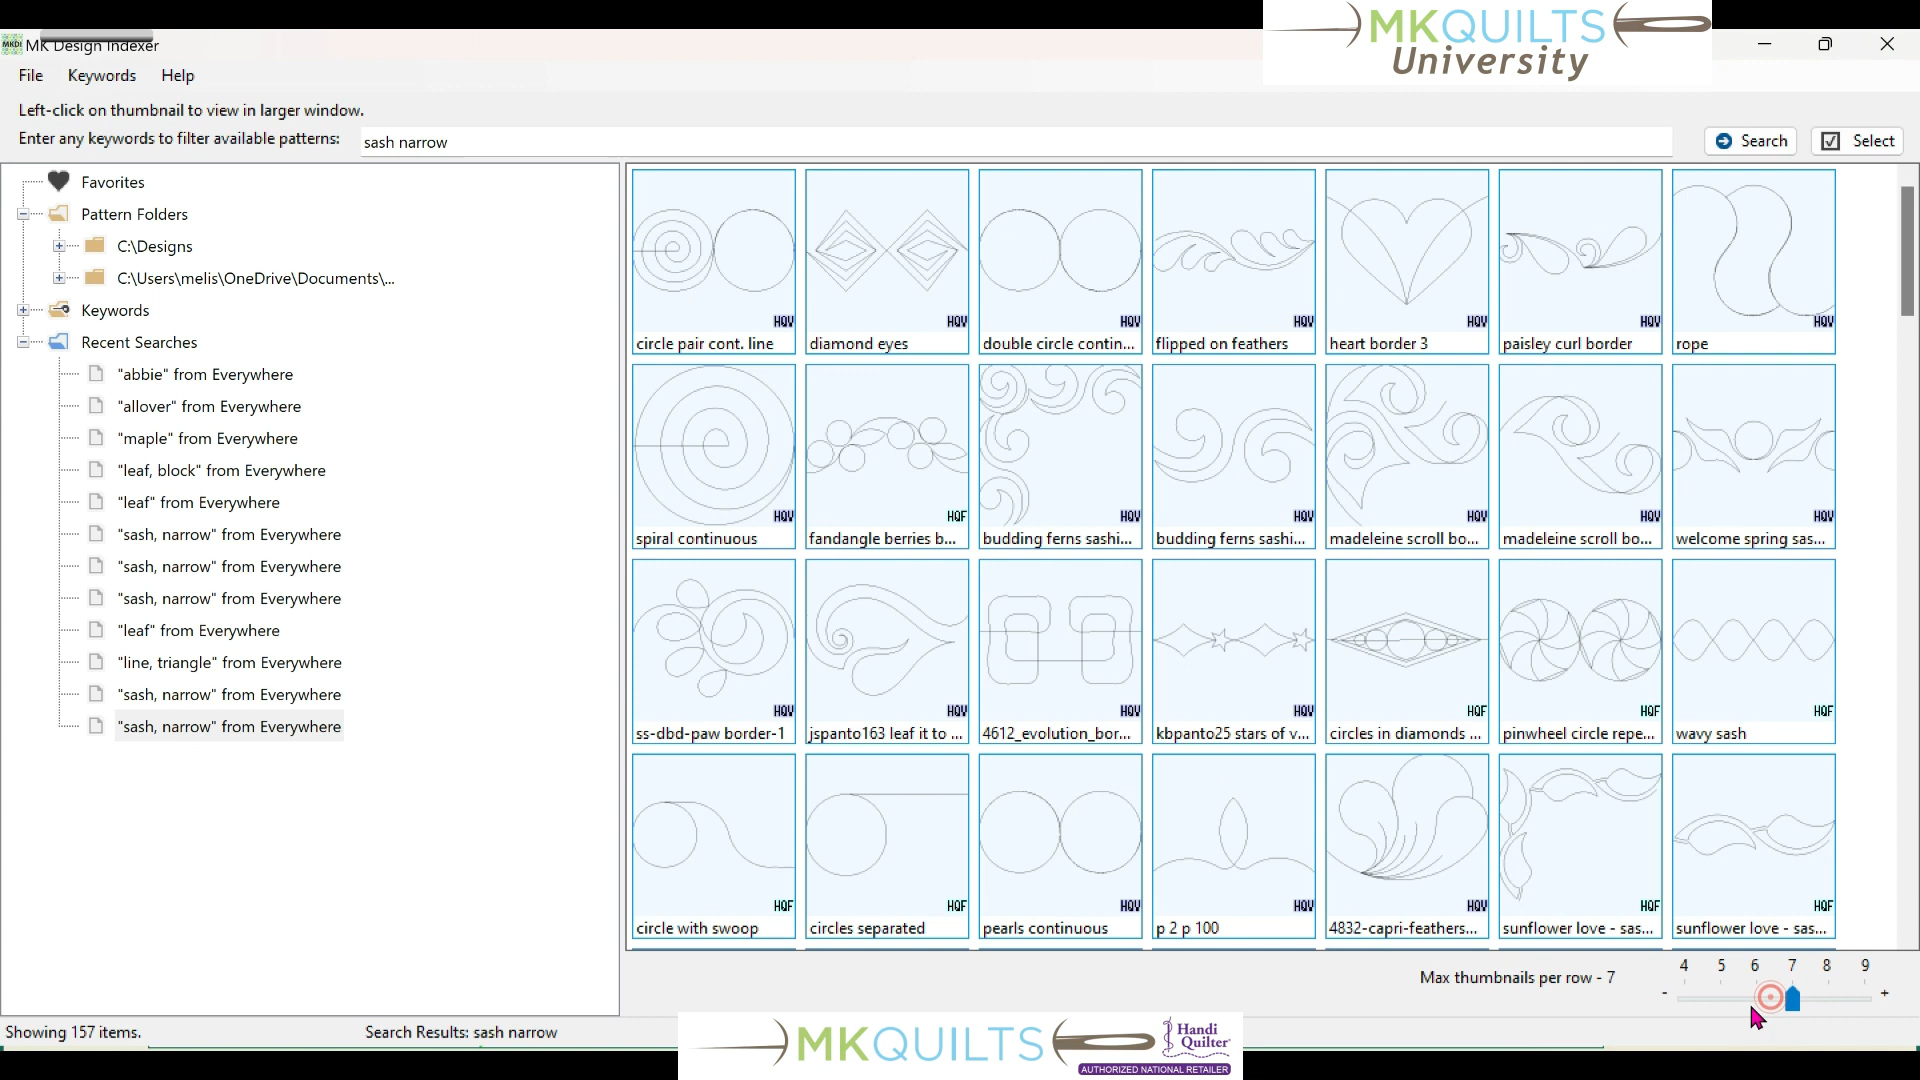 MKQUILTS
University
MKDI MK Design Indexer
File Keywords Help
Left-click on thumbnail to view in larger window.
Enter any keywords to filter available patterns: sash narrow Search Select
Favorites
Pattern Folders
C:\Designs
C:\Users\melis\OneDrive\Documents\...
Keywords
Recent Searches
"abbie" from Everywhere
"allover" from Everywhere
"maple" from Everywhere
"leaf, block" from Everywhere
"leaf" from Everywhere
"sash, narrow" from Everywhere
"sash, narrow" from Everywhere
"sash, narrow" from Everywhere
"leaf" from Everywhere
"line, triangle" from Everywhere
"sash, narrow" from Everywhere
"sash, narrow" from Everywhere
HQV HQV HQV HQV HQV HQV HQV
circle pair cont. line diamond eyes double circle contin... flipped on feathers heart border 3 paisley curl border rope
HQV HQF HQV HQV HQV HQV HQV
spiral continuous fandangle berries b... budding ferns sashi... budding ferns sashi... madeleine scroll bo... madeleine scroll bo... welcome spring sas...
HQV HQV HQV HQV HQF HQF HQF
ss-dbd-paw border-1 jspanto163 leaf it to ... 4612_evolution_bor... kbpanto25 stars of v... circles in diamonds ... pinwheel circle repe... wavy sash
HQF HQF HQV HQV HQV HQF HQF
circle with swoop circles separated pearls continuous p 2 p 100 4832-capri-feathers... sunflower love - sas... sunflower love - sas...
Max thumbnails per row - 7 4 5 6 7 8 9
- +
Showing 157 items. Search Results: sash narrow
MKQUILTS
Handi
Quilter
AUTHORIZED NATIONAL RETAILER